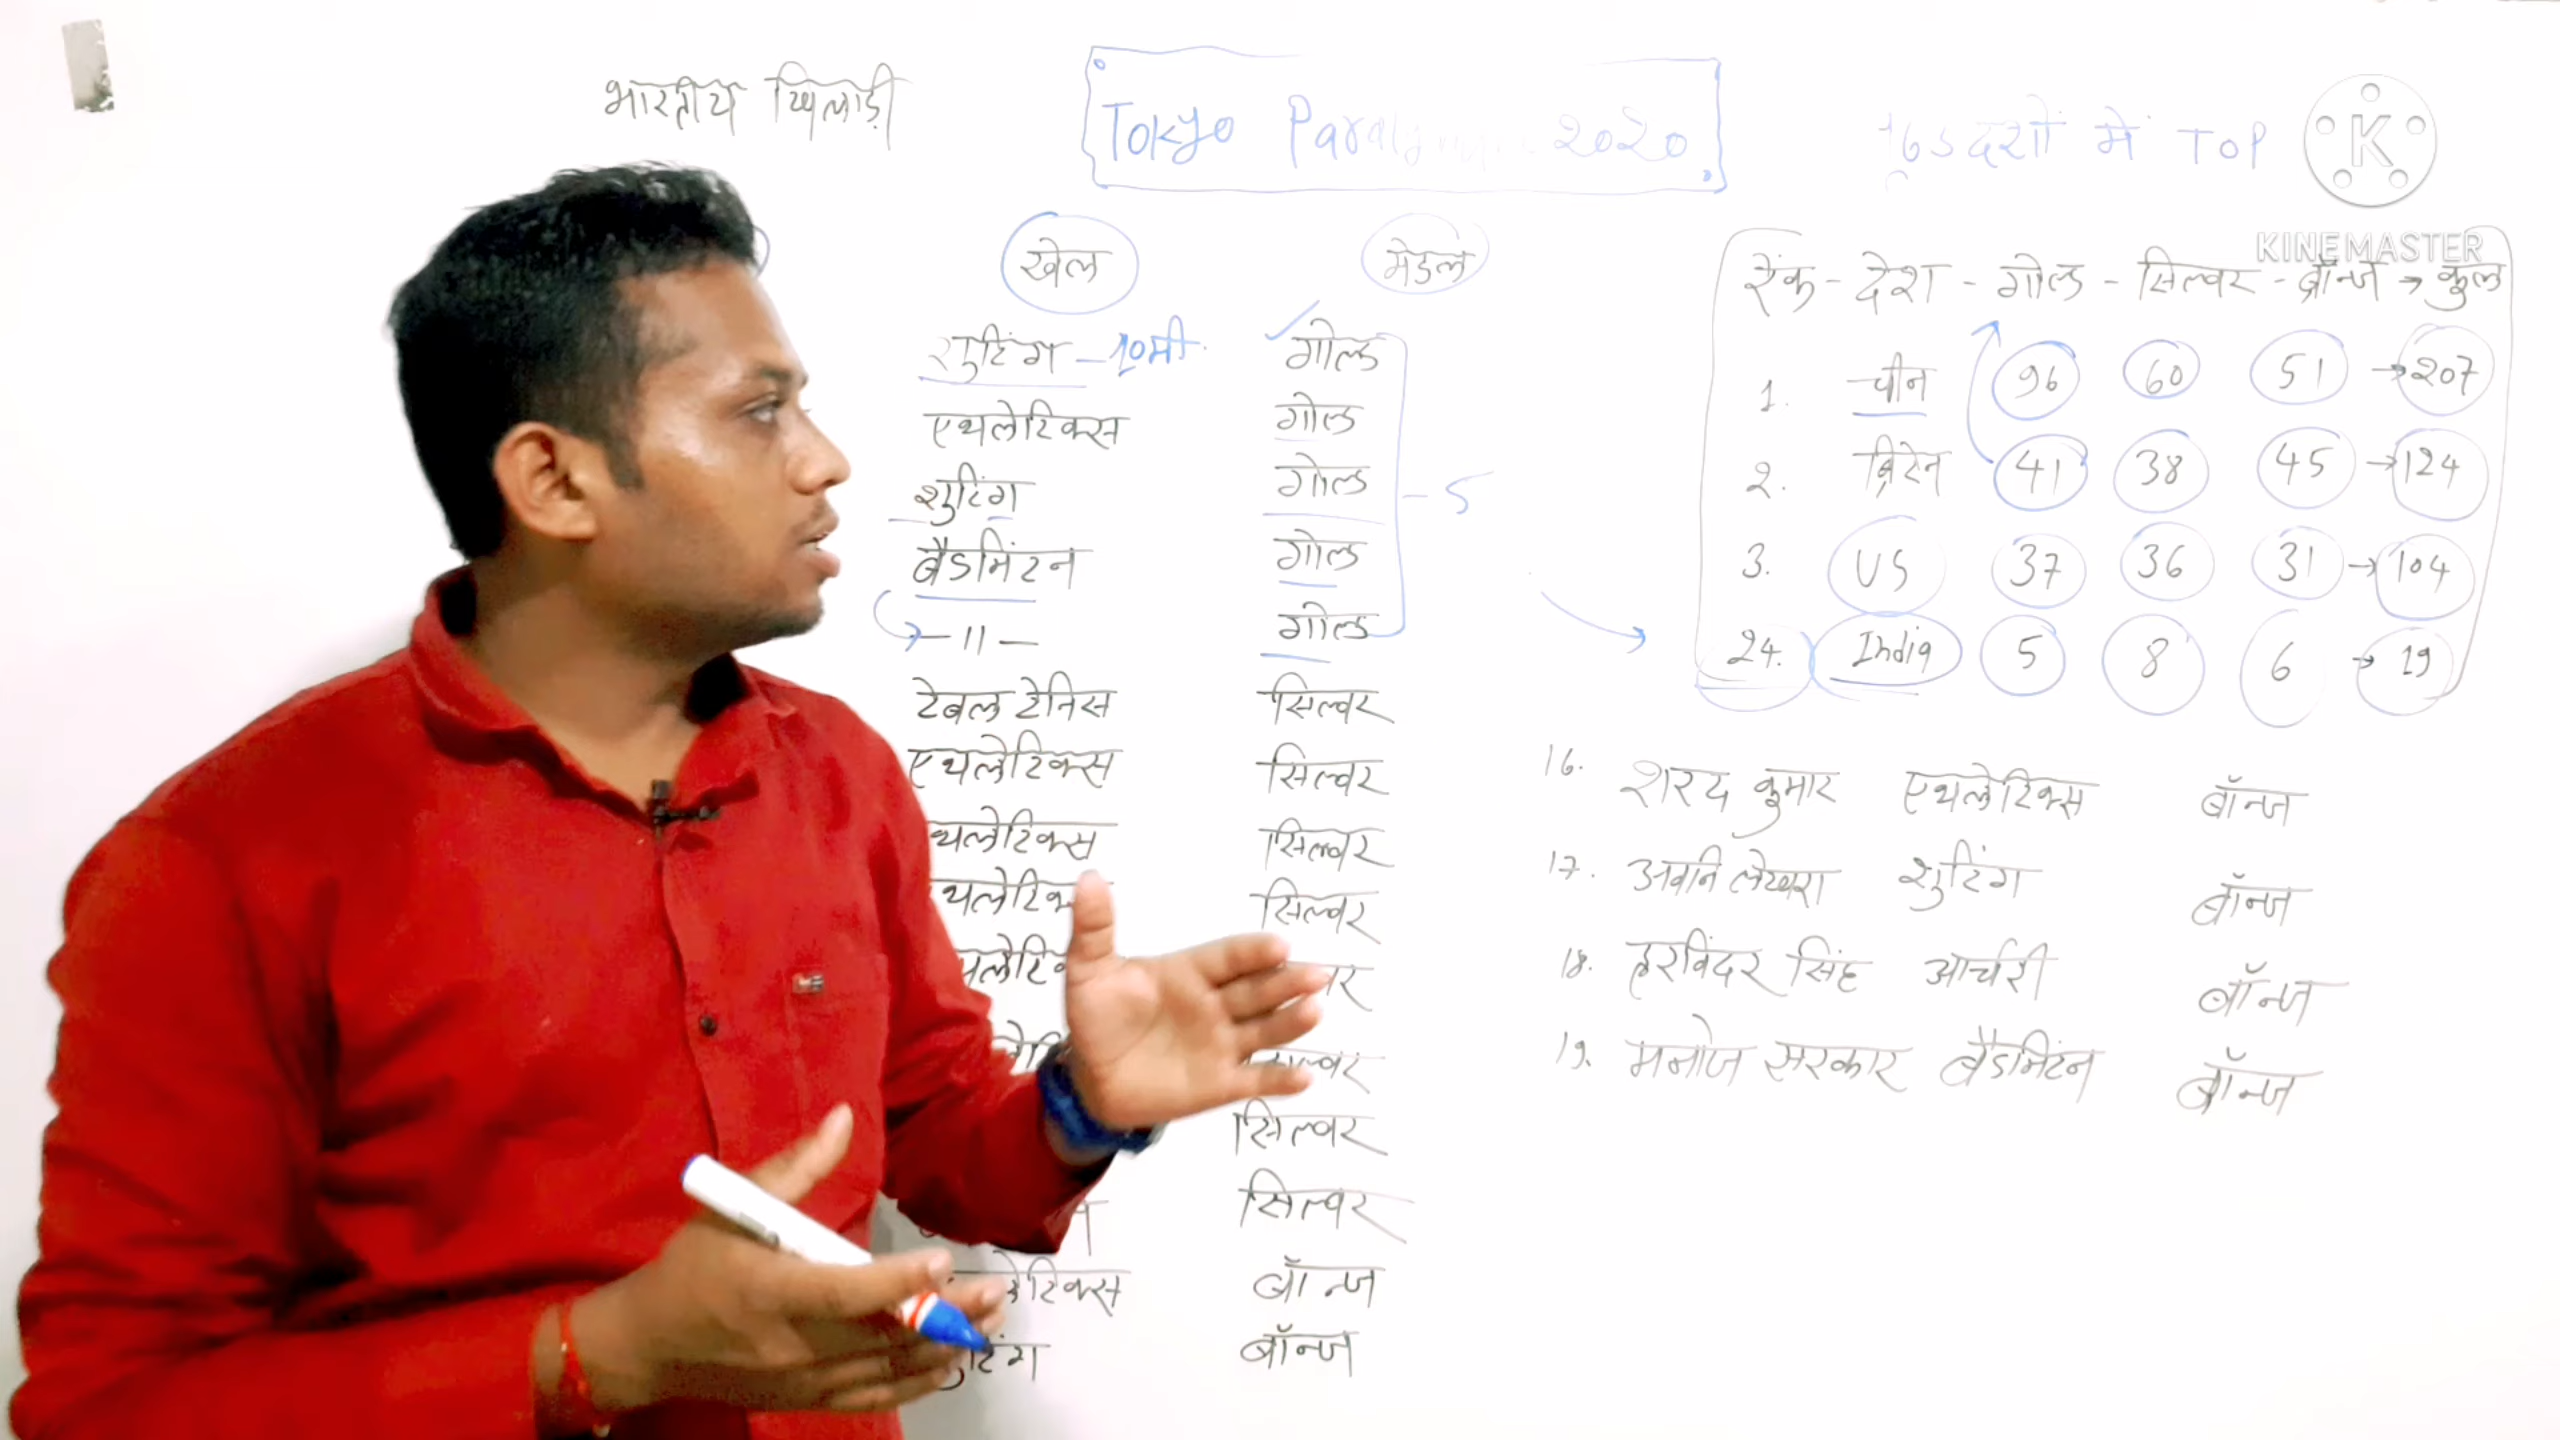 भारतीय खिलाड़ी
Tokyo 2020
देशों में TOP
KINEMASTER
खेल मेडल
शुटिंग - 10मी. गोल्ड
एथलेटिक्स गोल्ड
शुटिंग गोल्ड - 5
बैडमिंटन गोल्ड
—11— गोल्ड
टेबल टेनिस सिल्वर
एथलेटिक्स सिल्वर
थलेटिक्स सिल्वर
थलेटिक सिल्वर
सिल्वर
सिल्वर
बॉन्ज
टिंग बॉन्ज
रैंक - देश - गोल्ड - सिल्वर - ब्रॉन्ज → कुल
1. चीन 96 60 51 → 207
2. ब्रिटेन 41 38 45 → 124
3. US 37 36 31 → 104
24. India 5 8 6 → 19
16. शरद कुमार एथलेटिक्स बॉन्ज
17. अवनि लेखरा शुटिंग बॉन्ज
18. हरविंदर सिंह आर्चरी बॉन्ज
19. मनोज सरकार बैडमिंटन बॉन्ज